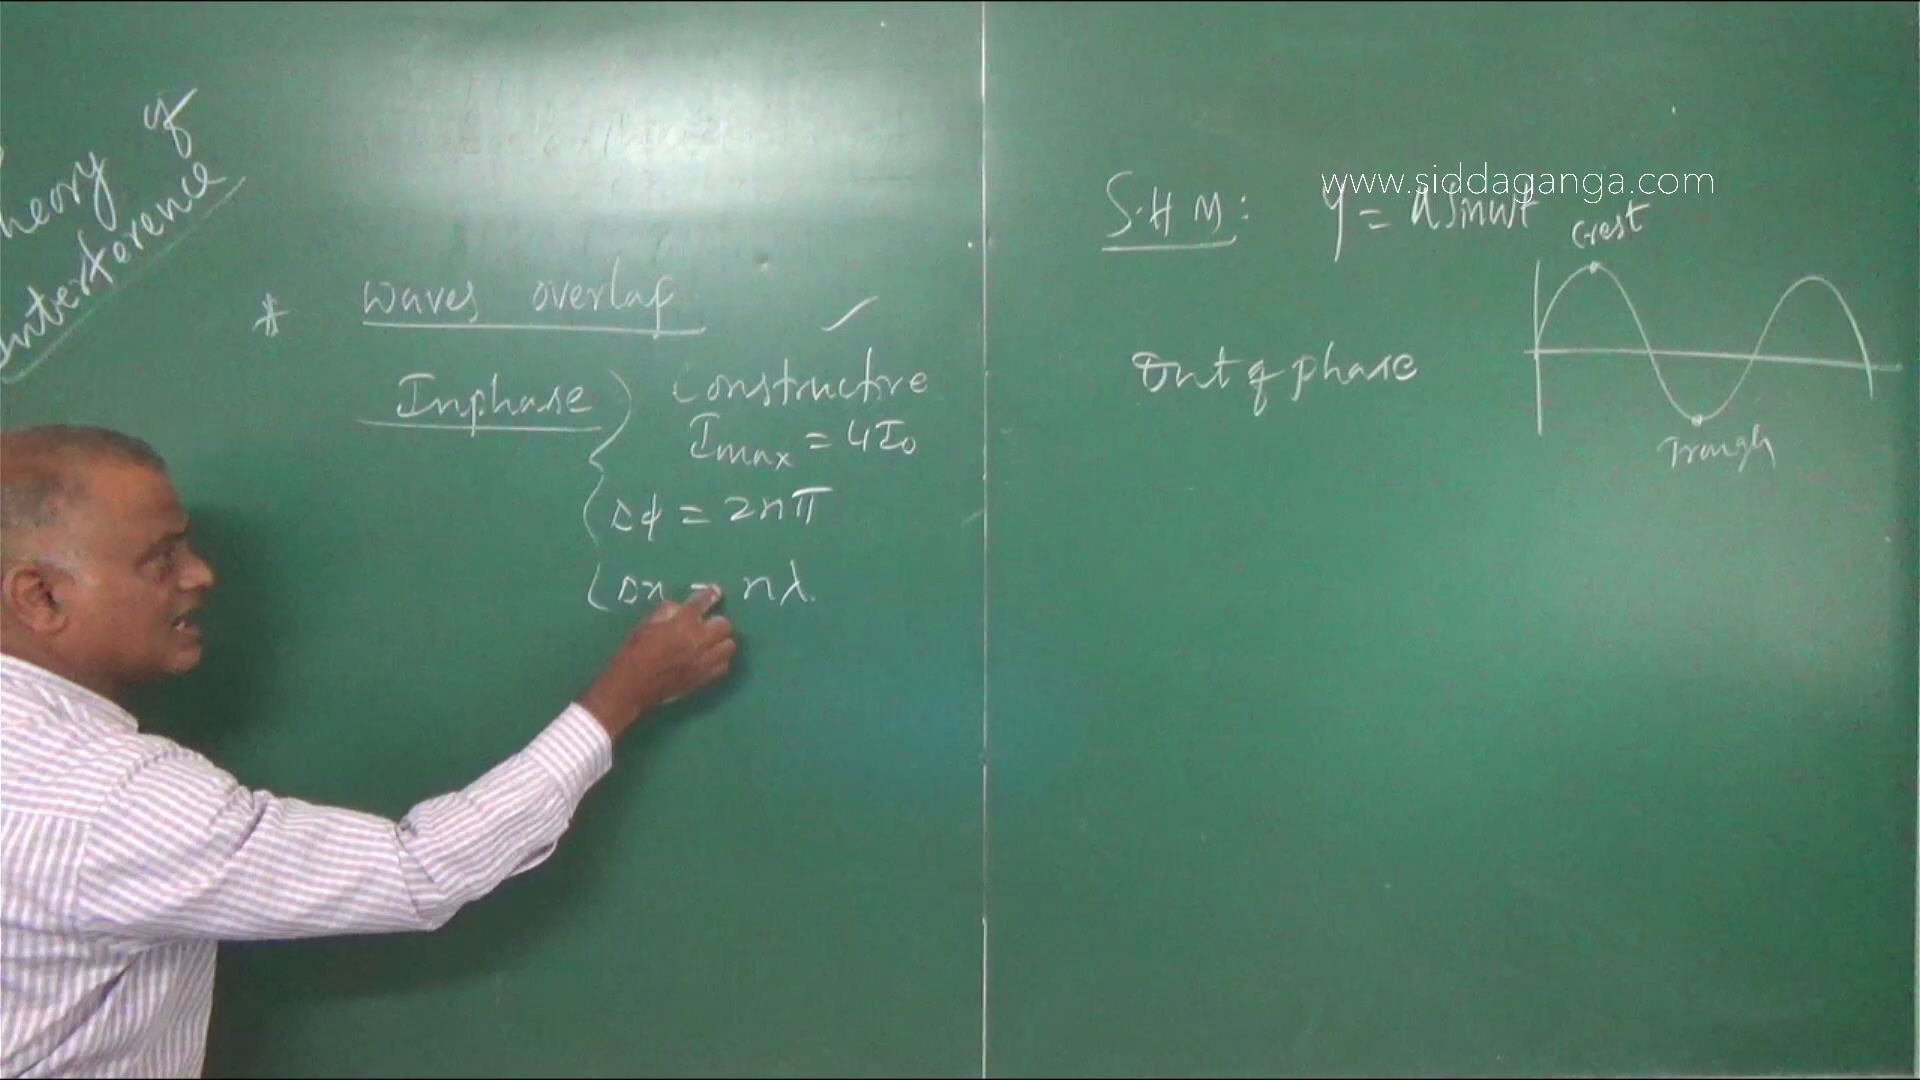 Theory of
Interference
* Waves overlap
Inphase
Constructive
Imax = 4I₀
Δφ = 2nπ
Δx = nλ.
www.siddaganga.com
S.H.M: y = a sinωt
Crest
Out of phase
Trough